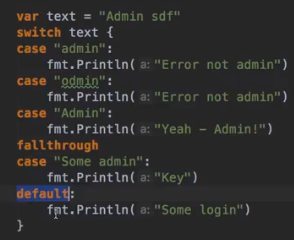 var text = "Admin sdf"
switch text {
case "admin":
fmt.Println( a: "Error not admin")
case "odmin":
fmt.Println( a: "Error not admin")
case "Admin":
fmt.Println( a: "Yeah – Admin!")
fallthrough
case "Some admin":
fmt.Println( a: "Key")
default:
fmt.Println( a: "Some login")
}